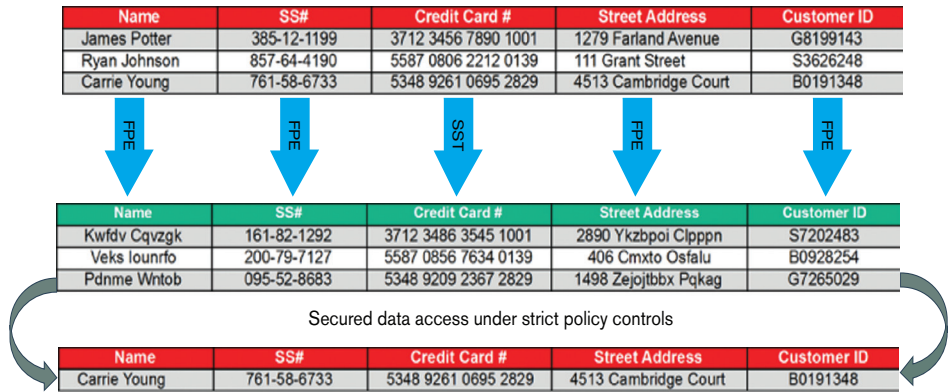 Name SS# Credit Card # Street Address Customer ID
James Potter 385-12-1199 3712 3456 7890 1001 1279 Farland Avenue G8199143
Ryan Johnson 857-64-4190 5587 0806 2212 0139 111 Grant Street S3626248
Carrie Young 761-58-6733 5348 9261 0695 2829 4513 Cambridge Court B0191348
FPE FPE SST FPE FPE
Name SS# Credit Card # Street Address Customer ID
Kwfdv Cqvzgk 161-82-1292 3712 3486 3545 1001 2890 Ykzbpoi Clpppn S7202483
Veks Iounrfo 200-79-7127 5587 0856 7634 0139 406 Cmxto Osfalu B0928254
Pdnme Wntob 095-52-8683 5348 9209 2367 2829 1498 Zejojtbbx Pqkag G7265029
Secured data access under strict policy controls
Name SS# Credit Card # Street Address Customer ID
Carrie Young 761-58-6733 5348 9261 0695 2829 4513 Cambridge Court B0191348